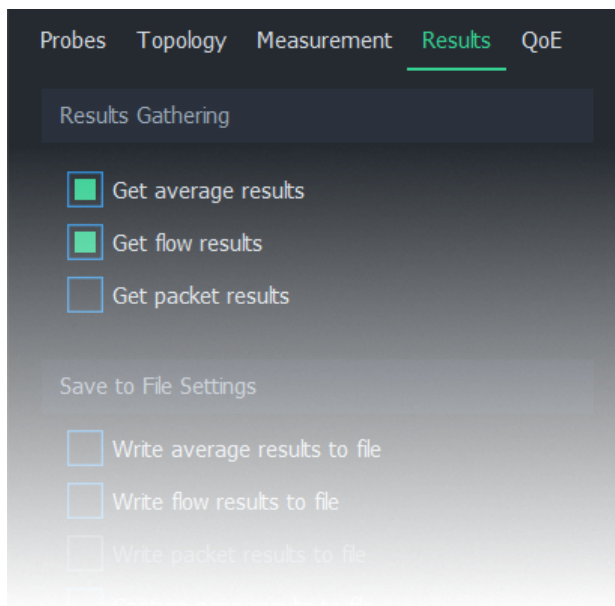 Probes Topology Measurement Results QoE
Results Gathering
Get average results
Get flow results
Get packet results
Save to File Settings
Write average results to file
Write flow results to file
Write packet results to file